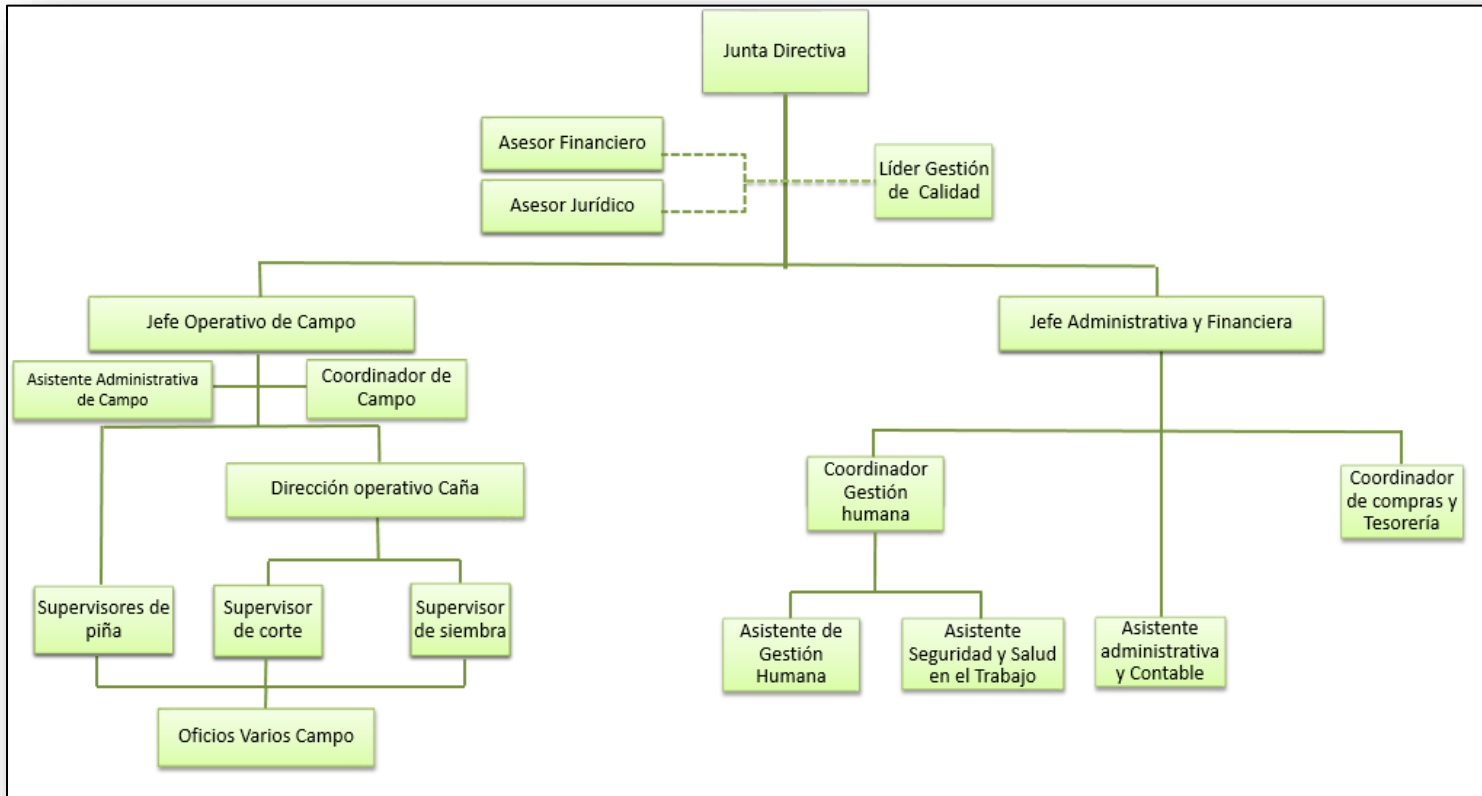 Junta Directiva
Asesor Financiero
Asesor Jurídico
Líder Gestión
de Calidad
Jefe Operativo de Campo
Jefe Administrativa y Financiera
Asistente Administrativa
de Campo
Coordinador de
Campo
Dirección operativo Caña
Coordinador
Gestión
humana
Coordinador
de compras y
Tesorería
Supervisores de
piña
Supervisor
de corte
Supervisor
de siembra
Asistente de
Gestión
Humana
Asistente
Seguridad y Salud
en el Trabajo
Asistente
administrativa
y Contable
Oficios Varios Campo